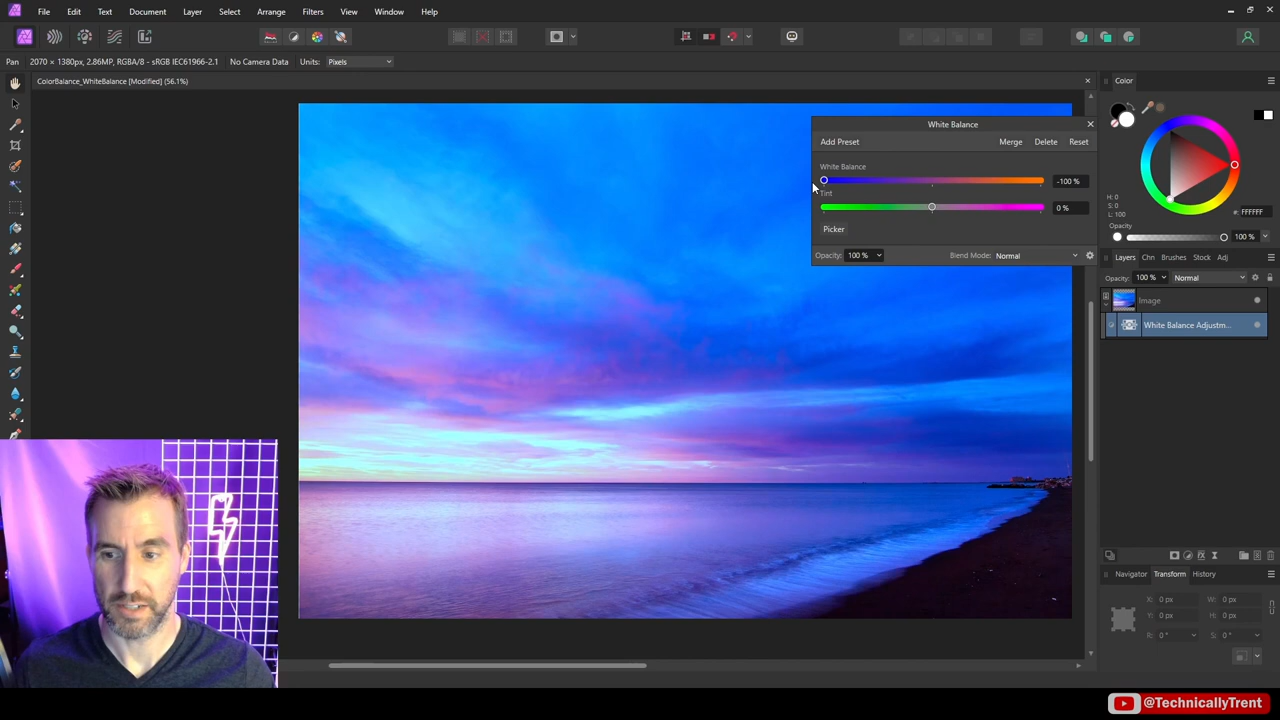 File Edit Text Document Layer Select Arrange Filters View Window Help
Pan 2070 × 1380px, 2.86MP, RGBA/8 - sRGB IEC61966-2.1 No Camera Data Units: Pixels
ColorBalance_WhiteBalance [Modified] (56.1%)
White Balance
Add Preset Merge Delete Reset
White Balance
-100 %
Tint
0 %
Picker
Opacity: 100 % Blend Mode: Normal
Color
H: 0
S: 0
L: 100
#: FFFFFF
Opacity
100 %
Layers Chn Brushes Stock Adj
Opacity: 100 % Normal
Image
White Balance Adjustm...
Navigator Transform History
X: 0 px W: 0 px
Y: 0 px H: 0 px
R: 0 ° S: 0 °
@TechnicallyTrent